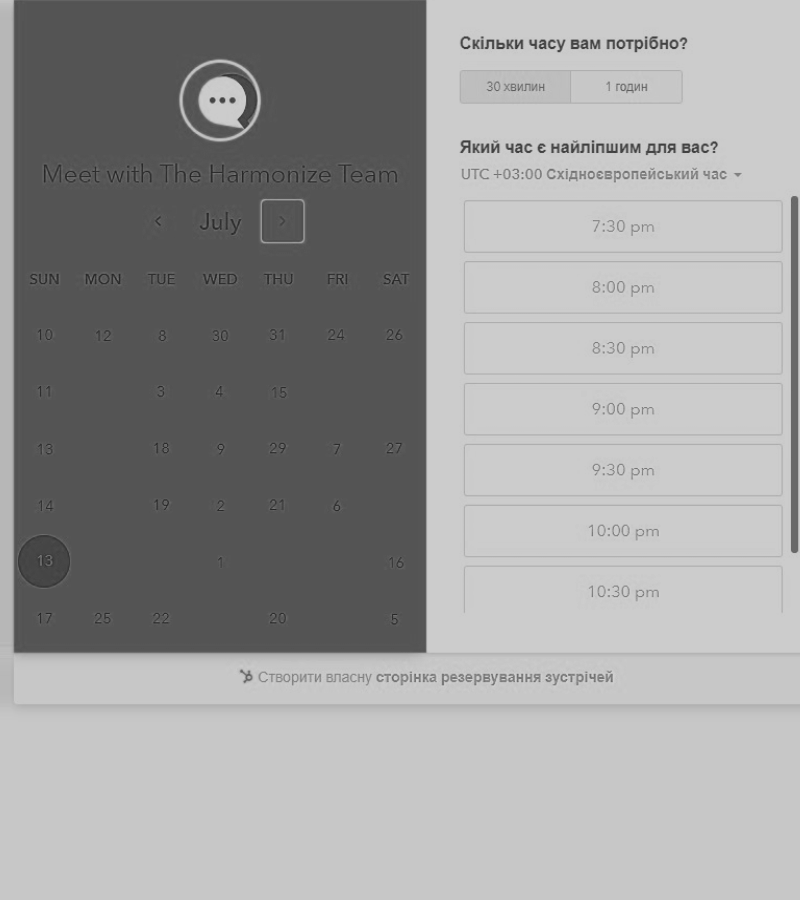 Meet with The Harmonize Team
July
SUN MON TUE WED THU FRI SAT
10 12 8 30 31 24 26
11 3 4 15
13 18 9 29 7 27
14 19 2 21 6
13 1 16
17 25 22 20 5
Скільки часу вам потрібно?
30 хвилин 1 годин
Який час є найліпшим для вас?
UTC +03:00 Східноєвропейський час
7:30 pm
8:00 pm
8:30 pm
9:00 pm
9:30 pm
10:00 pm
10:30 pm
Створити власну сторінка резервування зустрічей